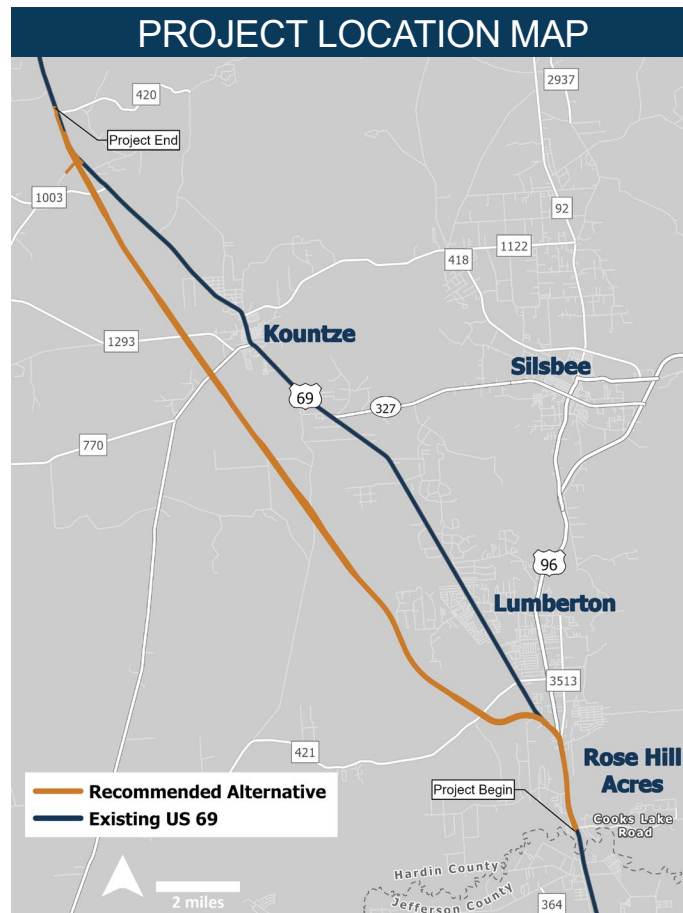 PROJECT LOCATION MAP
2937
420
Project End
1003
92
1122
418
1293
Kountze
Silsbee
69
327
770
96
Lumberton
3513
421
Rose Hill
Acres
Recommended Alternative
Existing US 69
Project Begin
Cooks Lake
Road
Hardin County
Jefferson County
2 miles
364